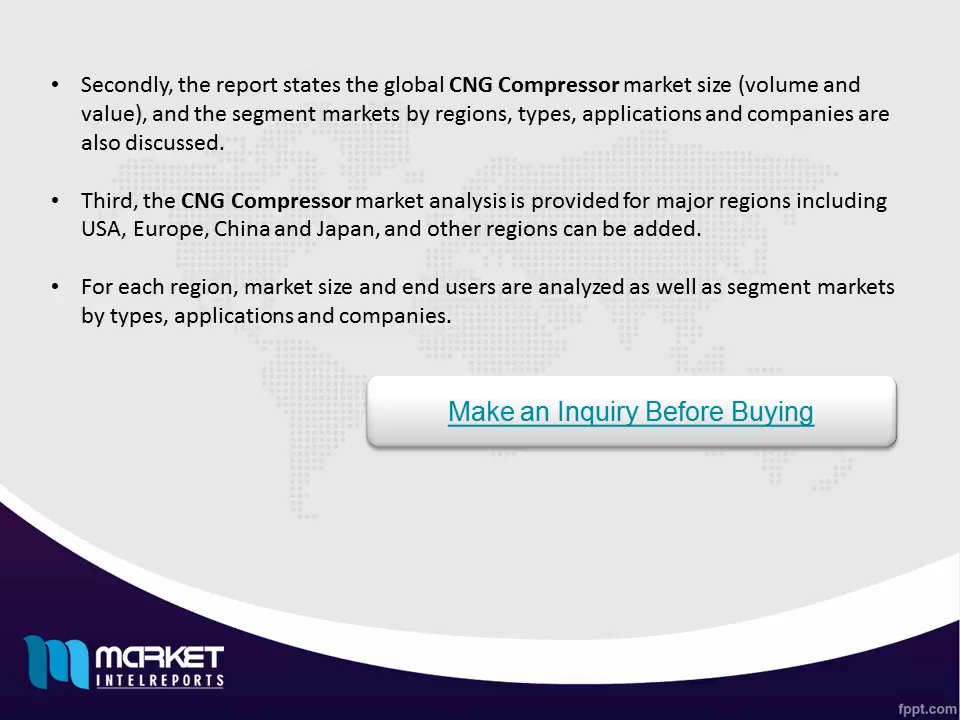 • Secondly, the report states the global CNG Compressor market size (volume and
value), and the segment markets by regions, types, applications and companies are
also discussed.
• Third, the CNG Compressor market analysis is provided for major regions including
USA, Europe, China and Japan, and other regions can be added.
• For each region, market size and end users are analyzed as well as segment markets
by types, applications and companies.
Make an Inquiry Before Buying
MARKET
INTELREPORTS
fppt.com